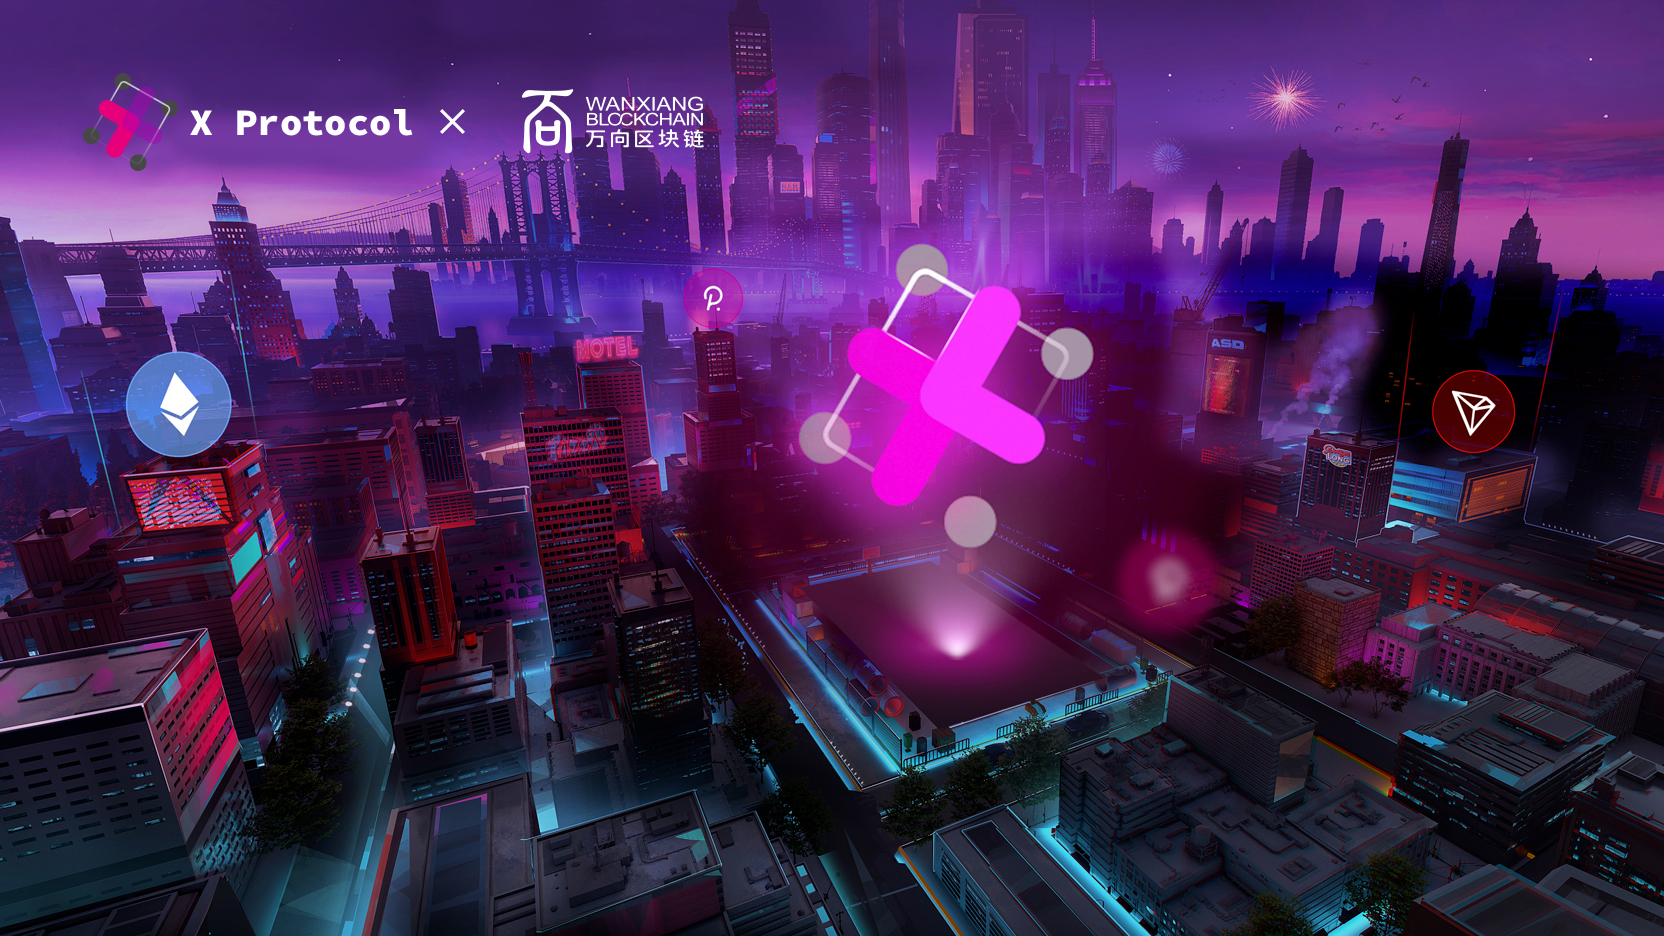 X Protocol ×
WANXIANG
BLOCKCHAIN
万向区块链
MOTEL
ASD